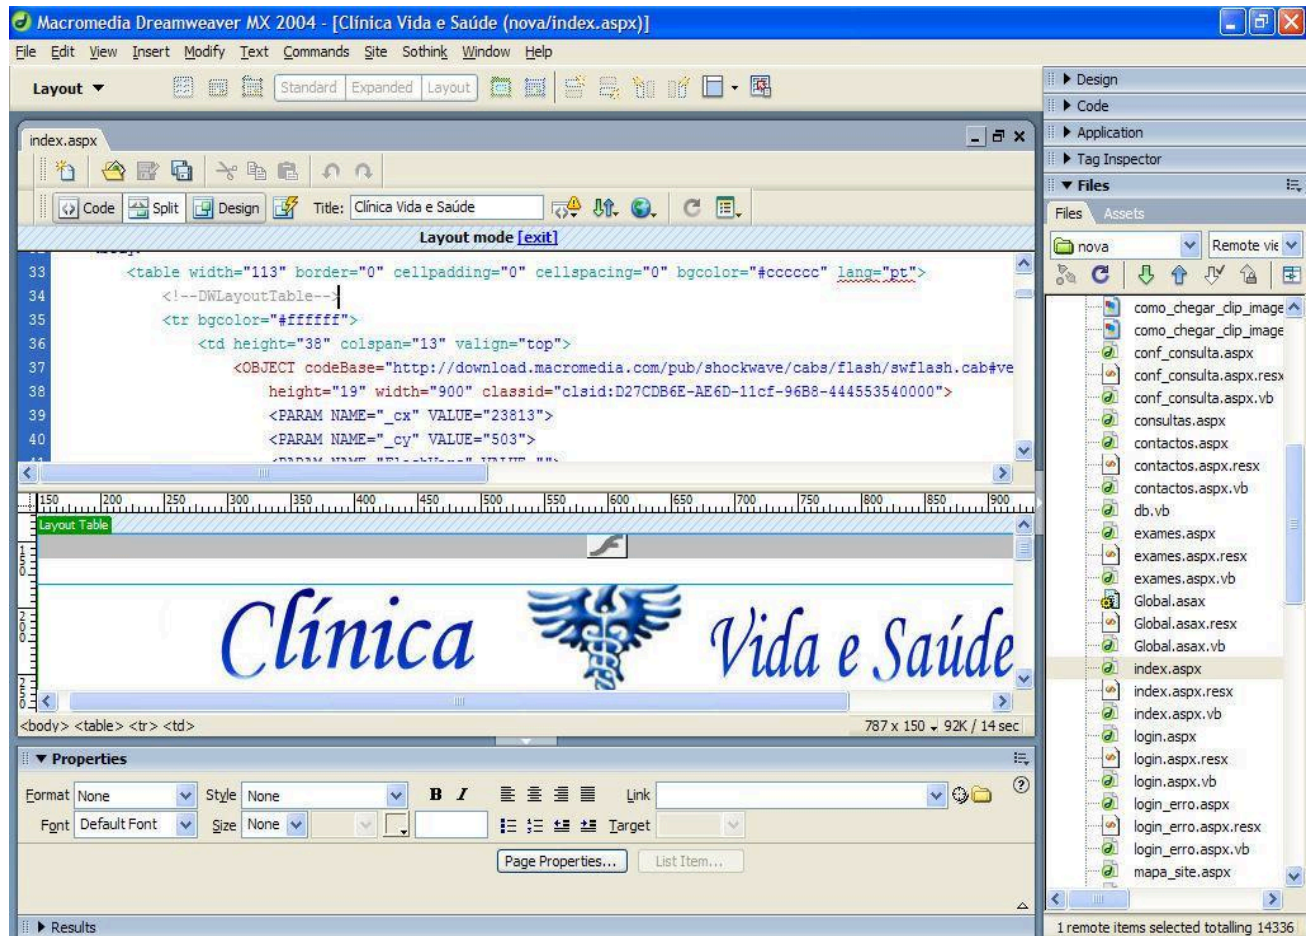 Macromedia Dreamweaver MX 2004 - [Clínica Vida e Saúde (nova/index.aspx)]
File Edit View Insert Modify Text Commands Site Sothink Window Help
Layout Standard Expanded Layout
index.aspx
Code Split Design Title: Clínica Vida e Saúde
Layout mode [exit]
33 <table width="113" border="0" cellpadding="0" cellspacing="0" bgcolor="#cccccc" lang="pt">
34 <!--DWLayoutTable-->
35 <tr bgcolor="#ffffff">
36 <td height="38" colspan="13" valign="top">
37 <OBJECT codeBase="http://download.macromedia.com/pub/shockwave/cabs/flash/swflash.cab#ve
38 height="19" width="900" classid="clsid:D27CDB6E-AE6D-11cf-96B8-444553540000">
39 <PARAM NAME="_cx" VALUE="23813">
40 <PARAM NAME="_cy" VALUE="503">
150 200 250 300 350 400 450 500 550 600 650 700 750 800 850 900
Layout Table
150
200
250
Clínica Vida e Saúde
<body> <table> <tr> <td> 787 x 150 92K / 14 sec
Properties
Format None Style None B I Link
Font Default Font Size None Target
Page Properties... List Item...
Results
Design
Code
Application
Tag Inspector
Files
Files Assets
nova Remote vie
como_chegar_clip_image
como_chegar_clip_image
conf_consulta.aspx
conf_consulta.aspx.resx
conf_consulta.aspx.vb
consultas.aspx
contactos.aspx
contactos.aspx.resx
contactos.aspx.vb
db.vb
exames.aspx
exames.aspx.resx
exames.aspx.vb
Global.asax
Global.asax.resx
Global.asax.vb
index.aspx
index.aspx.resx
index.aspx.vb
login.aspx
login.aspx.resx
login.aspx.vb
login_erro.aspx
login_erro.aspx.resx
login_erro.aspx.vb
mapa_site.aspx
1 remote items selected totalling 14336